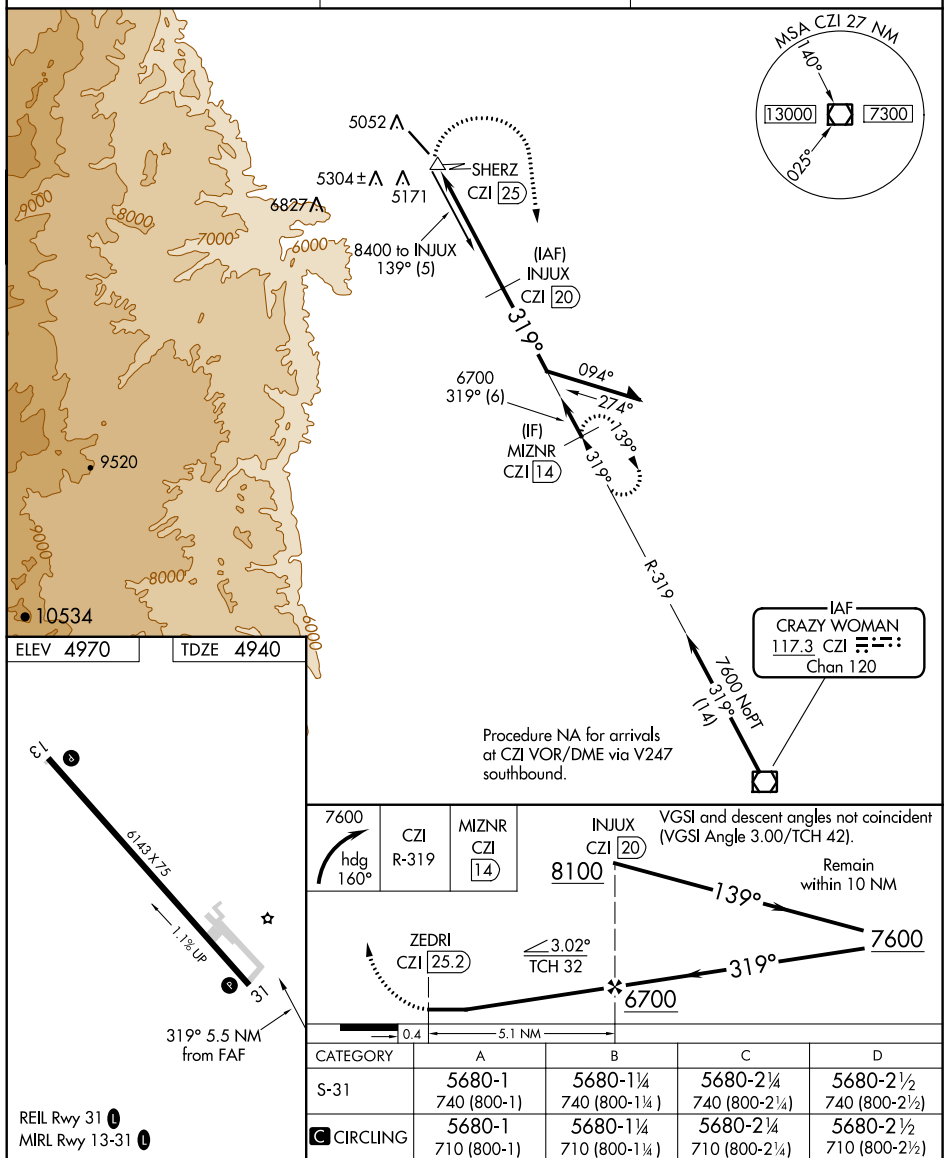 MSA CZI 27 NM
140°
13000
7300
025°
5052
5304±
5171
6827
SHERZ
CZI 25
9000
8000
7000
6000
8400 to INJUX
139° (5)
(IAF)
INJUX
CZI 20
319°
6700
319° (6)
094°
274°
(IF)
MIZNR
CZI 14
139°
319°
9520
9000
8000
R-319
10534
6000
IAF
CRAZY WOMAN
117.3 CZI
Chan 120
7600 NoPT
319°
(14)
Procedure NA for arrivals
at CZI VOR/DME via V247
southbound.
ELEV 4970
TDZE 4940
13
P
6143 X 75
1.1% UP
P
31
319° 5.5 NM
from FAF
REIL Rwy 31 L
MIRL Rwy 13-31 L
7600
hdg
160°
CZI
R-319
MIZNR
CZI
14
INJUX
CZI 20
VGSI and descent angles not coincident
(VGSI Angle 3.00/TCH 42).
8100
Remain
within 10 NM
139°
7600
ZEDRI
CZI 25.2
3.02°
TCH 32
319°
6700
0.4
5.1 NM
CATEGORY A B C D
S-31 5680-1 5680-1¼ 5680-2¼ 5680-2½
740 (800-1) 740 (800-1¼) 740 (800-2¼) 740 (800-2½)
C CIRCLING 5680-1 5680-1¼ 5680-2¼ 5680-2½
710 (800-1) 710 (800-1¼) 710 (800-2¼) 710 (800-2½)